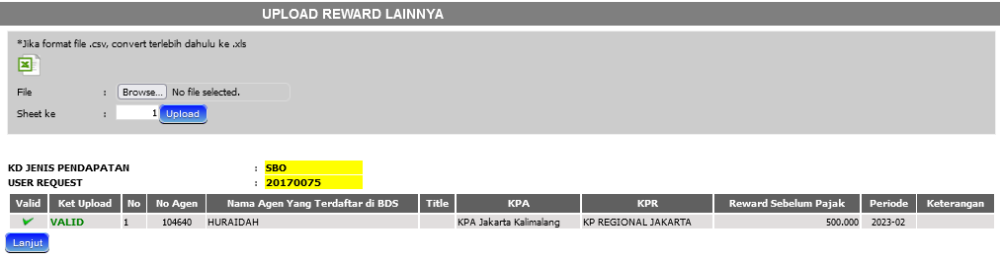 UPLOAD REWARD LAINNYA
*Jika format file .csv, convert terlebih dahulu ke .xls
File : Browse... No file selected.
Sheet ke : 1 Upload
KD JENIS PENDAPATAN : SBO
USER REQUEST : 20170075
Valid Ket Upload No No Agen Nama Agen Yang Terdaftar di BDS Title KPA KPR Reward Sebelum Pajak Periode Keterangan
VALID 1 104640 HURAIDAH KPA Jakarta Kalimalang KP REGIONAL JAKARTA 500.000 2023-02
Lanjut